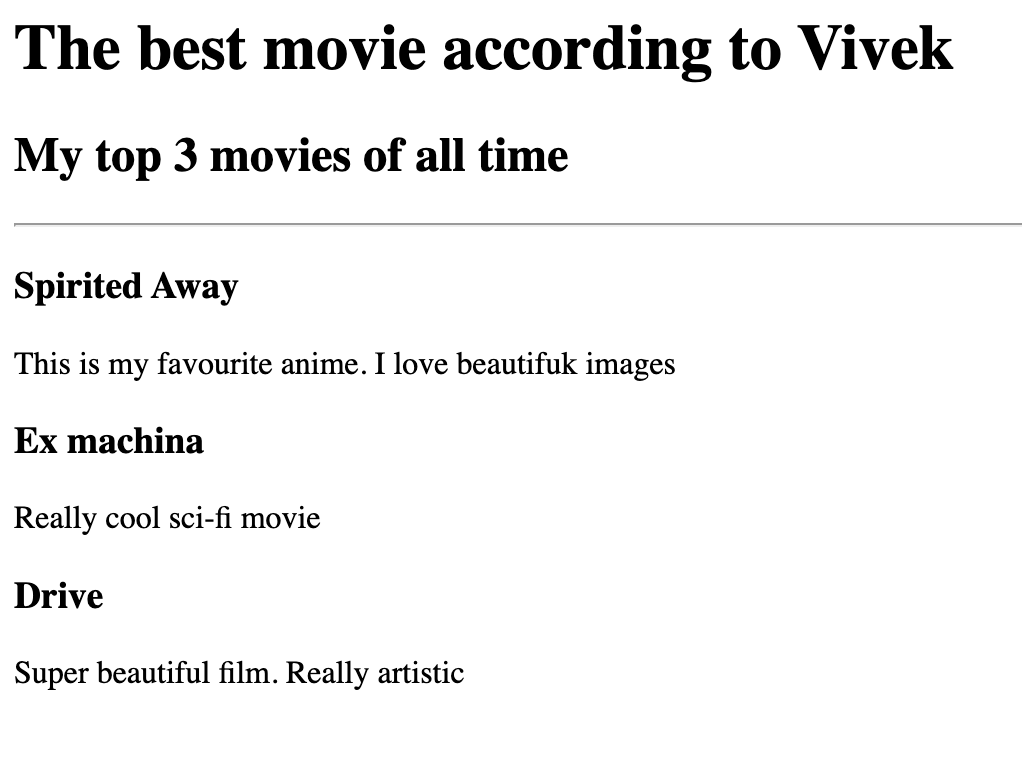 The best movie according to Vivek
My top 3 movies of all time
Spirited Away
This is my favourite anime. I love beautifuk images
Ex machina
Really cool sci-fi movie
Drive
Super beautiful film. Really artistic